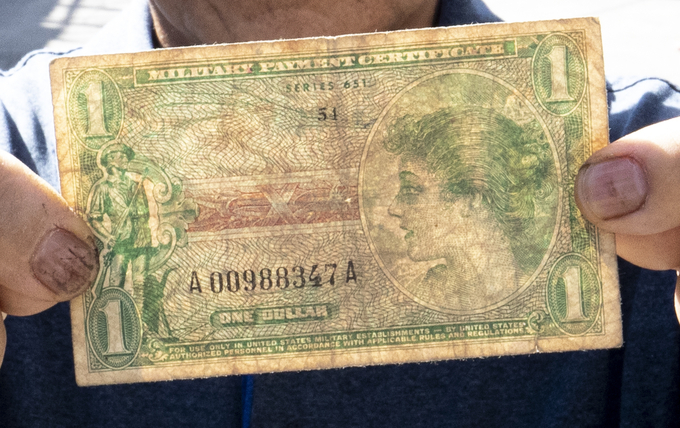 1 MILITARY PAYMENT CERTIFICATE 1
SERIES 651
51
A00988347A
ONE DOLLAR
1 1
FOR USE ONLY IN UNITED STATES MILITARY ESTABLISHMENTS — BY UNITED STATES
AUTHORIZED PERSONNEL IN ACCORDANCE WITH APPLICABLE RULES AND REGULATIONS